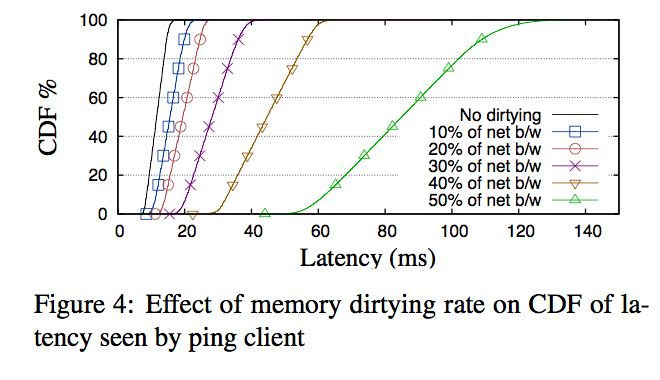 100
80
60
40
20
0
CDF %
No dirtying
10% of net b/w
20% of net b/w
30% of net b/w
40% of net b/w
50% of net b/w
0 20 40 60 80 100 120 140
Latency (ms)
Figure 4: Effect of memory dirtying rate on CDF of la-
tency seen by ping client